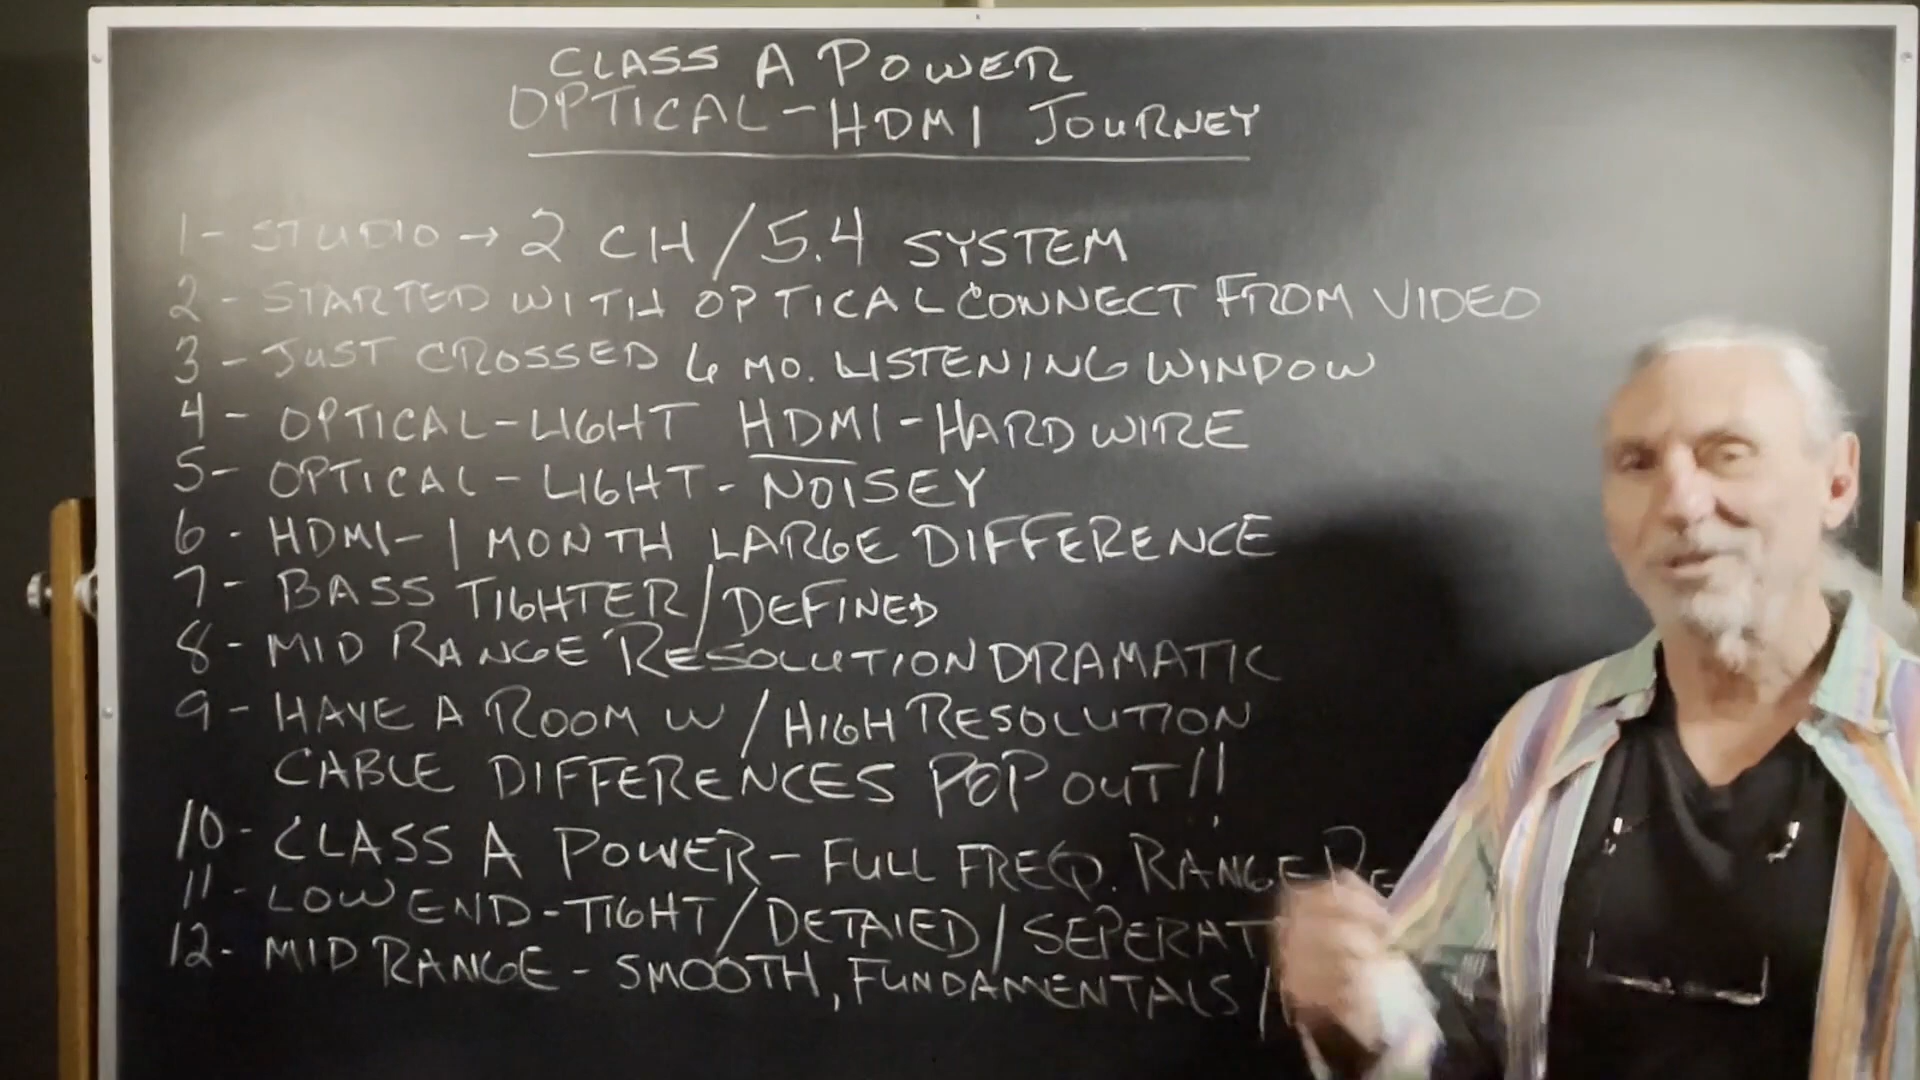 CLASS A POWER
OPTICAL-HDMI JOURNEY
1- STUDIO → 2 CH/5.4 SYSTEM
2- STARTED WITH OPTICAL CONNECT FROM VIDEO
3- JUST CROSSED 6 MO. LISTENING WINDOW
4- OPTICAL-LIGHT HDMI-HARDWIRE
5- OPTICAL-LIGHT-NOISEY
6- HDMI-1 MONTH LARGE DIFFERENCE
7- BASS TIGHTER/DEFINED
8- MID RANGE RESOLUTION DRAMATIC
9- HAVE A ROOM W/HIGH RESOLUTION
CABLE DIFFERENCES POP OUT!!
10- CLASS A POWER-FULL FREQ. RANGE
11- LOW END-TIGHT/DETAIED/SEPERAT
12- MID RANGE-SMOOTH, FUNDAMENTALS/